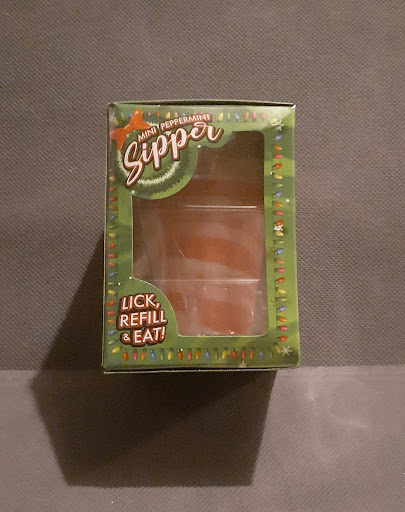 MINI PEPPERMINT
Sipper
LICK,
REFILL
& EAT!